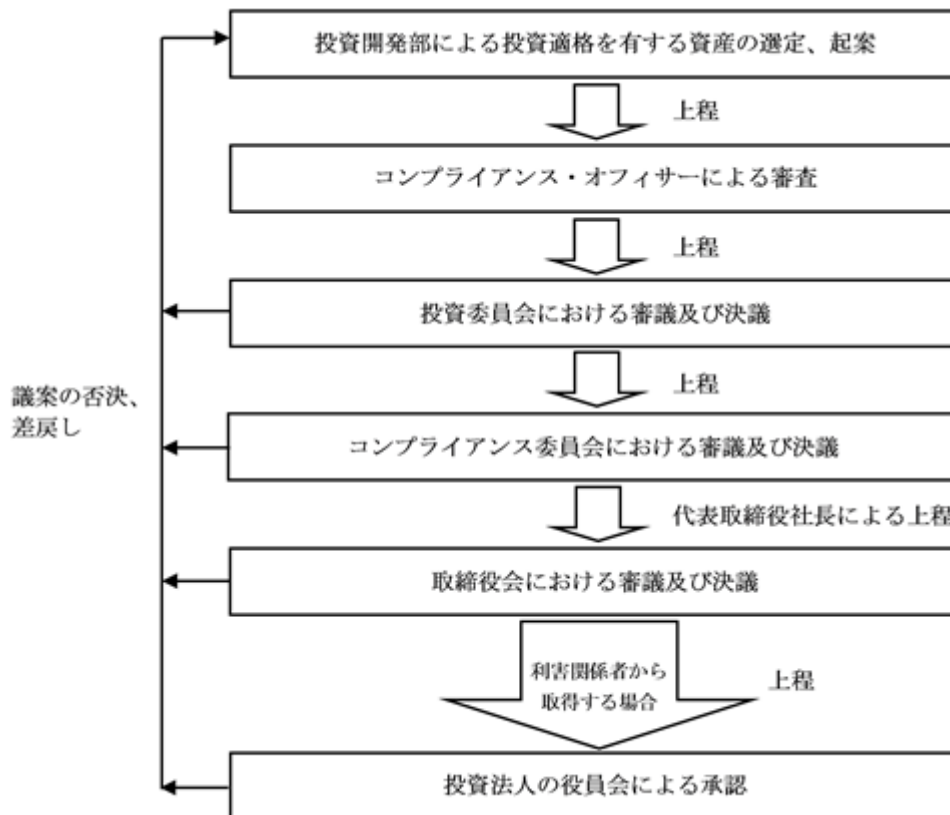 投資開発部による投資適格を有する資産の選定、起案
上程
コンプライアンス・オフィサーによる審査
上程
投資委員会における審議及び決議
上程
議案の否決、
差戻し
コンプライアンス委員会における審議及び決議
代表取締役社長による上程
取締役会における審議及び決議
利害関係者から
取得する場合
上程
投資法人の役員会による承認